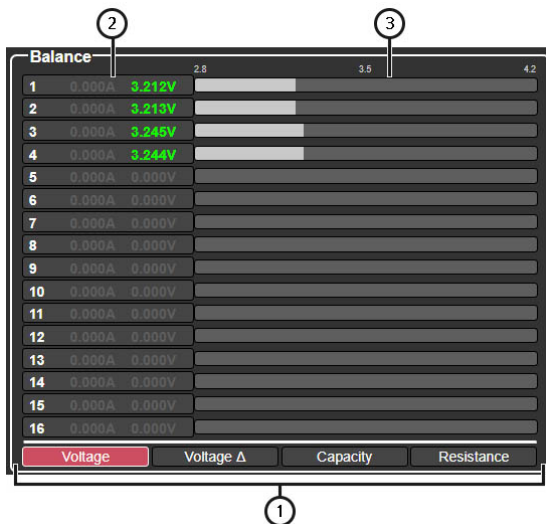 2 3
Balance
2.8 3.5 4.2
1 0.000A 3.212V
2 0.000A 3.213V
3 0.000A 3.245V
4 0.000A 3.244V
5 0.000A 0.000V
6 0.000A 0.000V
7 0.000A 0.000V
8 0.000A 0.000V
9 0.000A 0.000V
10 0.000A 0.000V
11 0.000A 0.000V
12 0.000A 0.000V
13 0.000A 0.000V
14 0.000A 0.000V
15 0.000A 0.000V
16 0.000A 0.000V
Voltage Voltage Δ Capacity Resistance
1